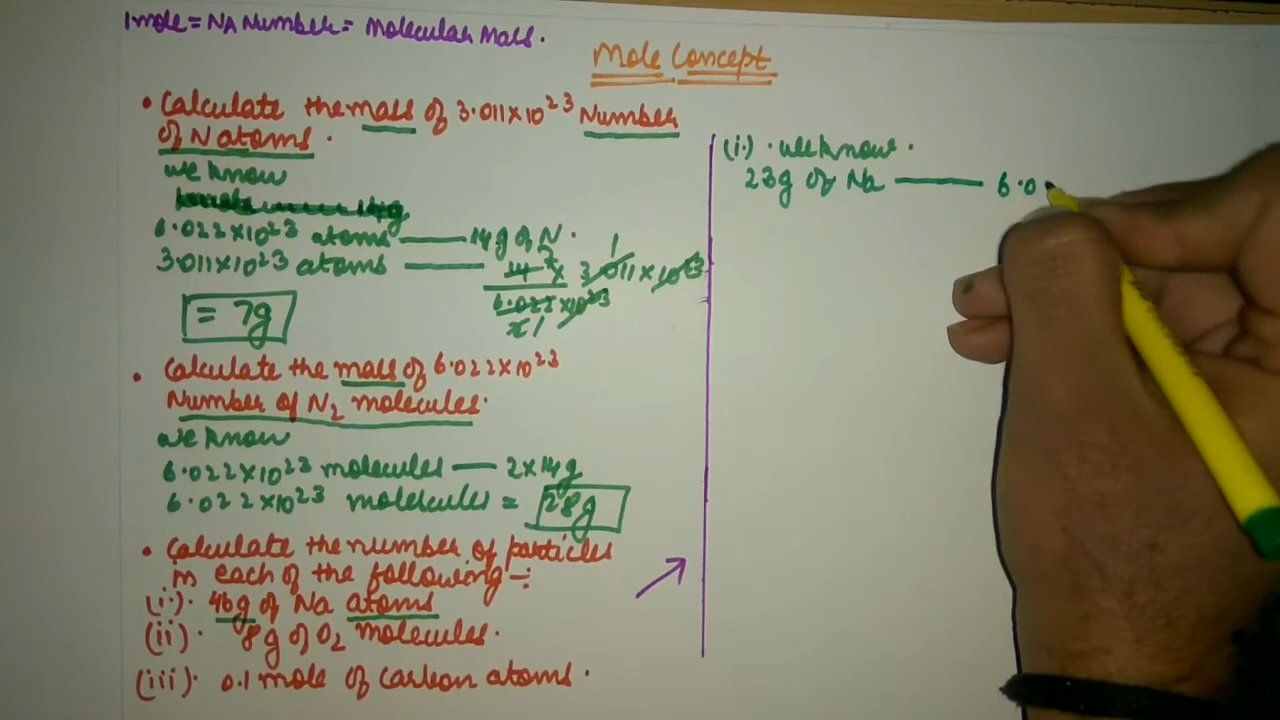 1 mole = NA Number = Molecular Mass.
Mole Concept
• Calculate the mass of 3.011×10²³ Number
of N atoms.
we know
6.022×10²³ atoms — 14g of N.
3.011×10²³ atoms — 14 × 3.011×10²³
6.022×10²³
1
= 7g
• Calculate the mass of 6.022×10²³
Number of N₂ molecules.
we know
6.022×10²³ molecules — 2×14g
6.022×10²³ molecules = 28g
• Calculate the number of particles
in each of the following :-
(i). 46g of Na atoms
(ii). 8g of O₂ molecules.
(iii). 0.1 mole of carbon atoms.
(i.) . we know.
23g of Na — 6.0